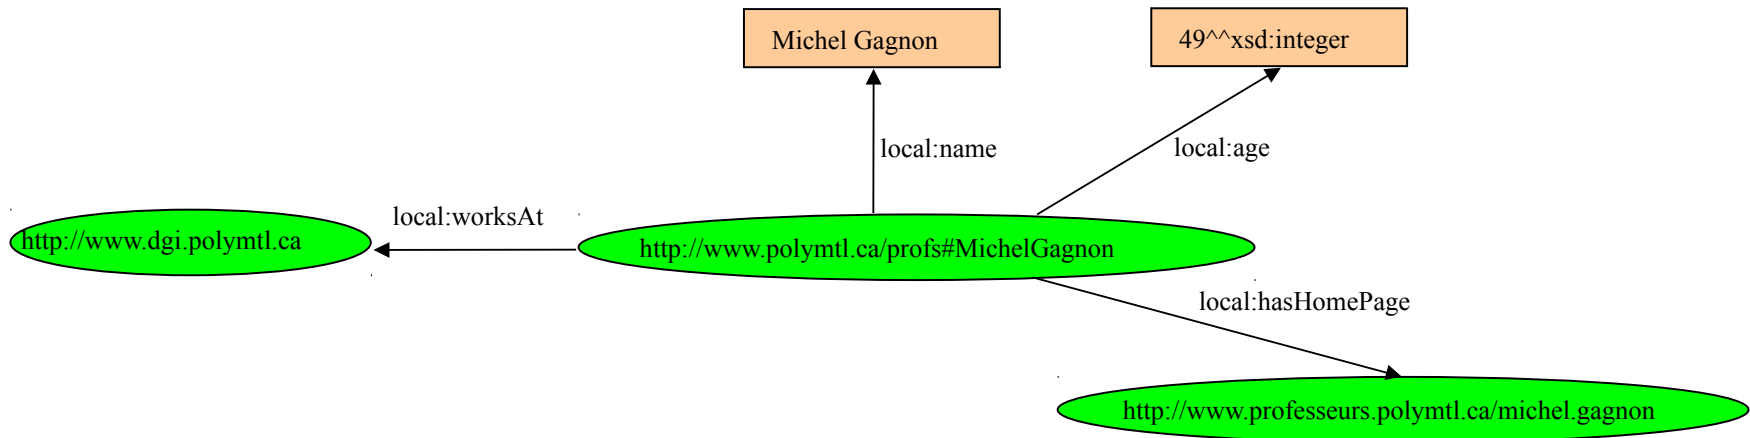 Michel Gagnon
49^^xsd:integer
local:name
local:age
local:worksAt
http://www.dgi.polymtl.ca
http://www.polymtl.ca/profs#MichelGagnon
local:hasHomePage
http://www.professeurs.polymtl.ca/michel.gagnon